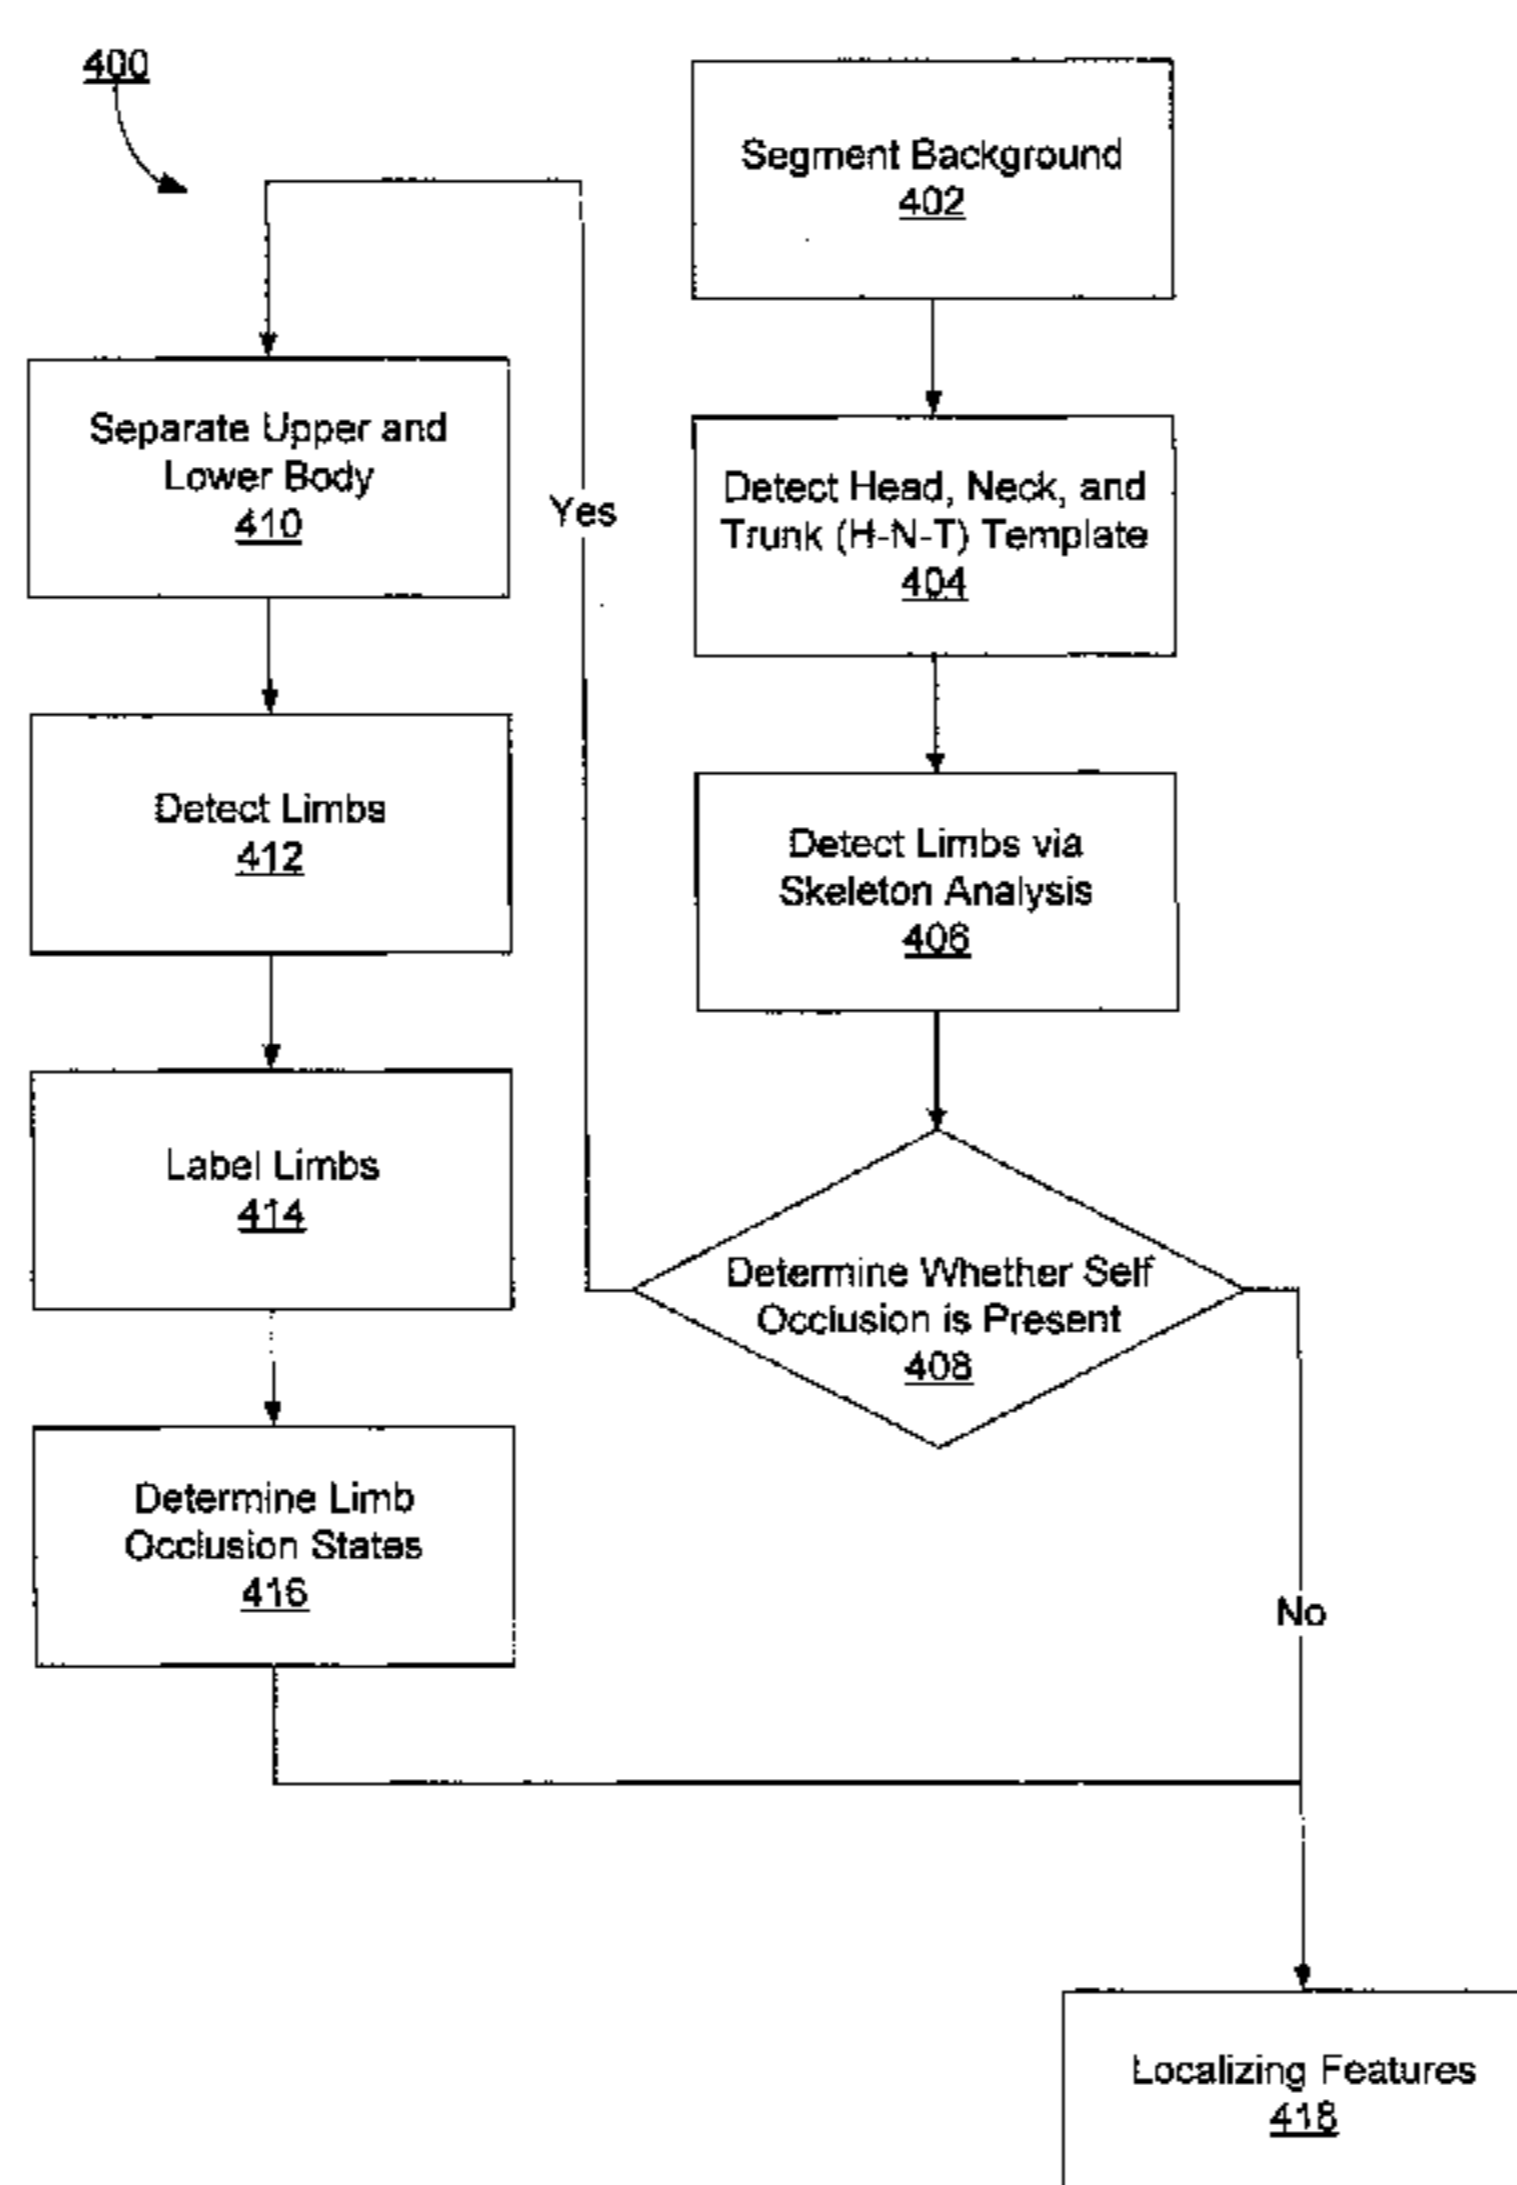 400
Segment Background
402
Detect Head, Neck, and
Trunk (H-N-T) Template
404
Detect Limbs via
Skeleton Analysis
406
Determine Whether Self
Occlusion is Present
408
Yes
Separate Upper and
Lower Body
410
Detect Limbs
412
Label Limbs
414
Determine Limb
Occlusion States
416
No
Localizing Features
418